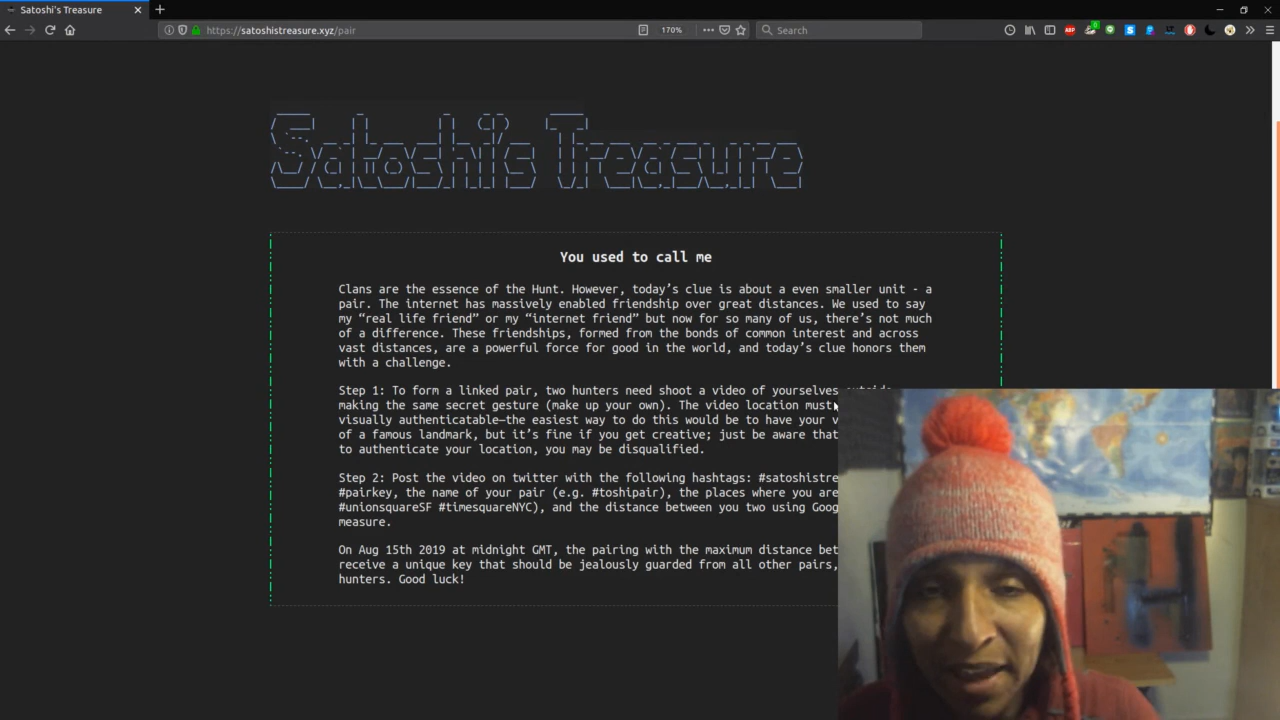 Satoshi's Treasure
https://satoshistreasure.xyz/pair
170%
Search
ABP
0
Satoshi's Treasure
You used to call me
Clans are the essence of the Hunt. However, today’s clue is about a even smaller unit - a
pair. The internet has massively enabled friendship over great distances. We used to say
my “real life friend” or my “internet friend” but now for so many of us, there’s not much
of a difference. These friendships, formed from the bonds of common interest and across
vast distances, are a powerful force for good in the world, and today’s clue honors them
with a challenge.
Step 1: To form a linked pair, two hunters need shoot a video of yourselves outside
making the same secret gesture (make up your own). The video location must
visually authenticatable—the easiest way to do this would be to have your v
of a famous landmark, but it’s fine if you get creative; just be aware that
to authenticate your location, you may be disqualified.
Step 2: Post the video on twitter with the following hashtags: #satoshistre
#pairkey, the name of your pair (e.g. #toshipair), the places where you are
#unionsquareSF #timesquareNYC), and the distance between you two using Goog
measure.
On Aug 15th 2019 at midnight GMT, the pairing with the maximum distance bet
receive a unique key that should be jealously guarded from all other pairs,
hunters. Good luck!